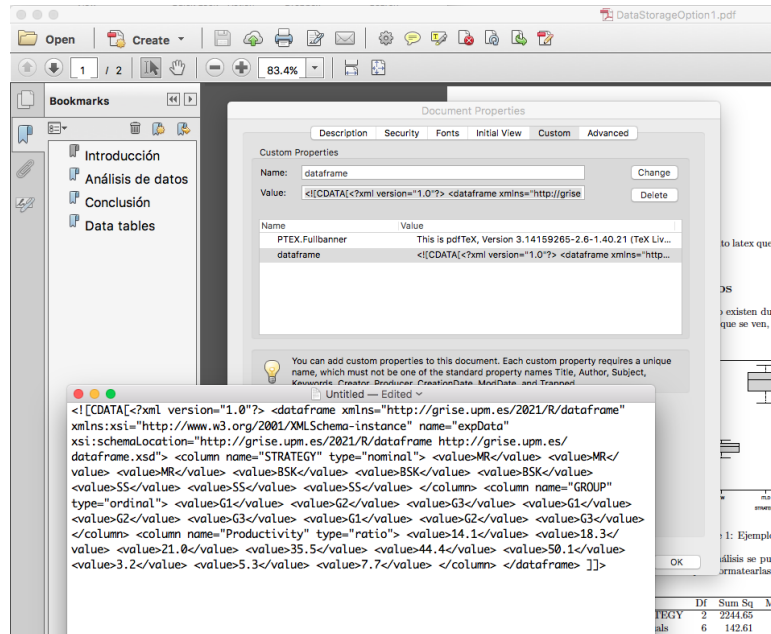 DataStorageOption1.pdf
Open
Create
1 / 2
83.4%
Bookmarks
Introducción
Análisis de datos
Conclusión
Data tables
Document Properties
Description Security Fonts Initial View Custom Advanced
Custom Properties
Name: dataframe Change
Value: <![CDATA[<?xml version="1.0"?> <dataframe xmlns="http://grise Delete
Name Value
PTEX.Fullbanner This is pdfTeX, Version 3.14159265-2.6-1.40.21 (TeX Liv...
dataframe <![CDATA[<?xml version="1.0"?> <dataframe xmlns="http...
You can add custom properties to this document. Each custom property requires a unique
name, which must not be one of the standard property names Title, Author, Subject,
Keywords, Creator, Producer, CreationDate, ModDate, and Trapped.
OK
Untitled — Edited
<![CDATA[<?xml version="1.0"?> <dataframe xmlns="http://grise.upm.es/2021/R/dataframe"
xmlns:xsi="http://www.w3.org/2001/XMLSchema-instance" name="expData"
xsi:schemaLocation="http://grise.upm.es/2021/R/dataframe http://grise.upm.es/
dataframe.xsd"> <column name="STRATEGY" type="nominal"> <value>MR</value> <value>MR</
value> <value>MR</value> <value>BSK</value> <value>BSK</value> <value>BSK</value>
<value>SS</value> <value>SS</value> <value>SS</value> </column> <column name="GROUP"
type="ordinal"> <value>G1</value> <value>G2</value> <value>G3</value> <value>G1</value>
<value>G2</value> <value>G3</value> <value>G1</value> <value>G2</value> <value>G3</value>
</column> <column name="Productivity" type="ratio"> <value>14.1</value> <value>18.3</
value> <value>21.0</value> <value>35.5</value> <value>44.4</value> <value>50.1</value>
<value>3.2</value> <value>5.3</value> <value>7.7</value> </column> </dataframe> ]]>
to latex que
os
existen du
que se ven,
1: Ejemplo
álisis se pu
ormatearlas
Df Sum Sq M
TEGY 2 2244.65
als 6 142.61